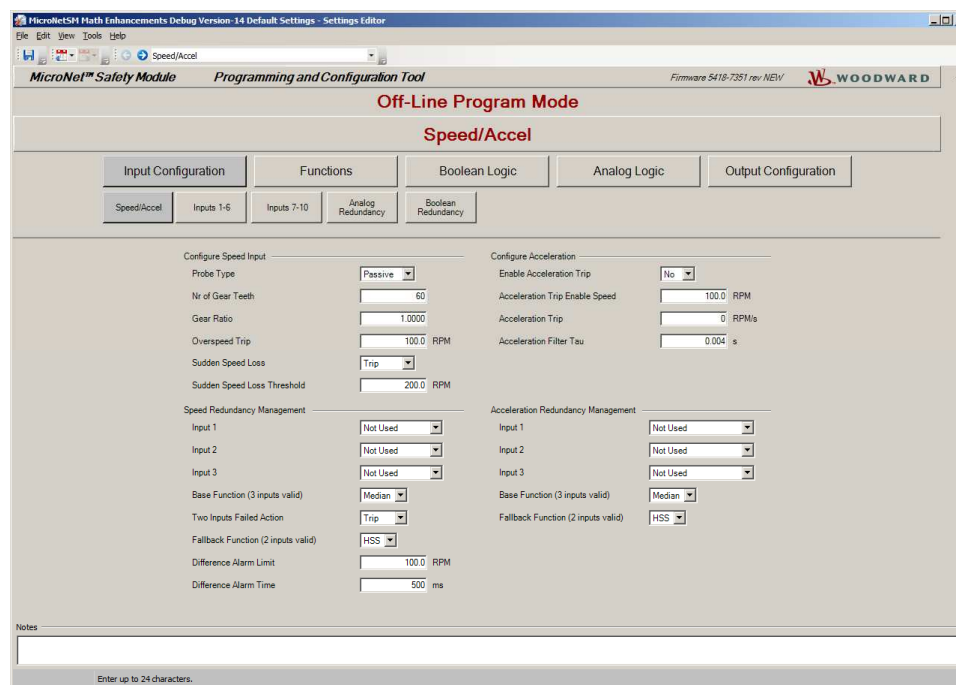 MicroNetSM Math Enhancements Debug Version-14 Default Settings - Settings Editor
File Edit View Tools Help
Speed/Accel
MicroNet™ Safety Module Programming and Configuration Tool Firmware 5418-7351 rev NEW WOODWARD
Off-Line Program Mode
Speed/Accel
Input Configuration Functions Boolean Logic Analog Logic Output Configuration
Speed/Accel Inputs 1-6 Inputs 7-10 Analog Redundancy Boolean Redundancy
Configure Speed Input
Probe Type Passive
Nr of Gear Teeth 60
Gear Ratio 1.0000
Overspeed Trip 100.0 RPM
Sudden Speed Loss Trip
Sudden Speed Loss Threshold 200.0 RPM
Configure Acceleration
Enable Acceleration Trip No
Acceleration Trip Enable Speed 100.0 RPM
Acceleration Trip 0 RPM/s
Acceleration Filter Tau 0.004 s
Speed Redundancy Management
Input 1 Not Used
Input 2 Not Used
Input 3 Not Used
Base Function (3 inputs valid) Median
Two Inputs Failed Action Trip
Fallback Function (2 inputs valid) HSS
Difference Alarm Limit 100.0 RPM
Difference Alarm Time 500 ms
Acceleration Redundancy Management
Input 1 Not Used
Input 2 Not Used
Input 3 Not Used
Base Function (3 inputs valid) Median
Fallback Function (2 inputs valid) HSS
Notes
Enter up to 24 characters.